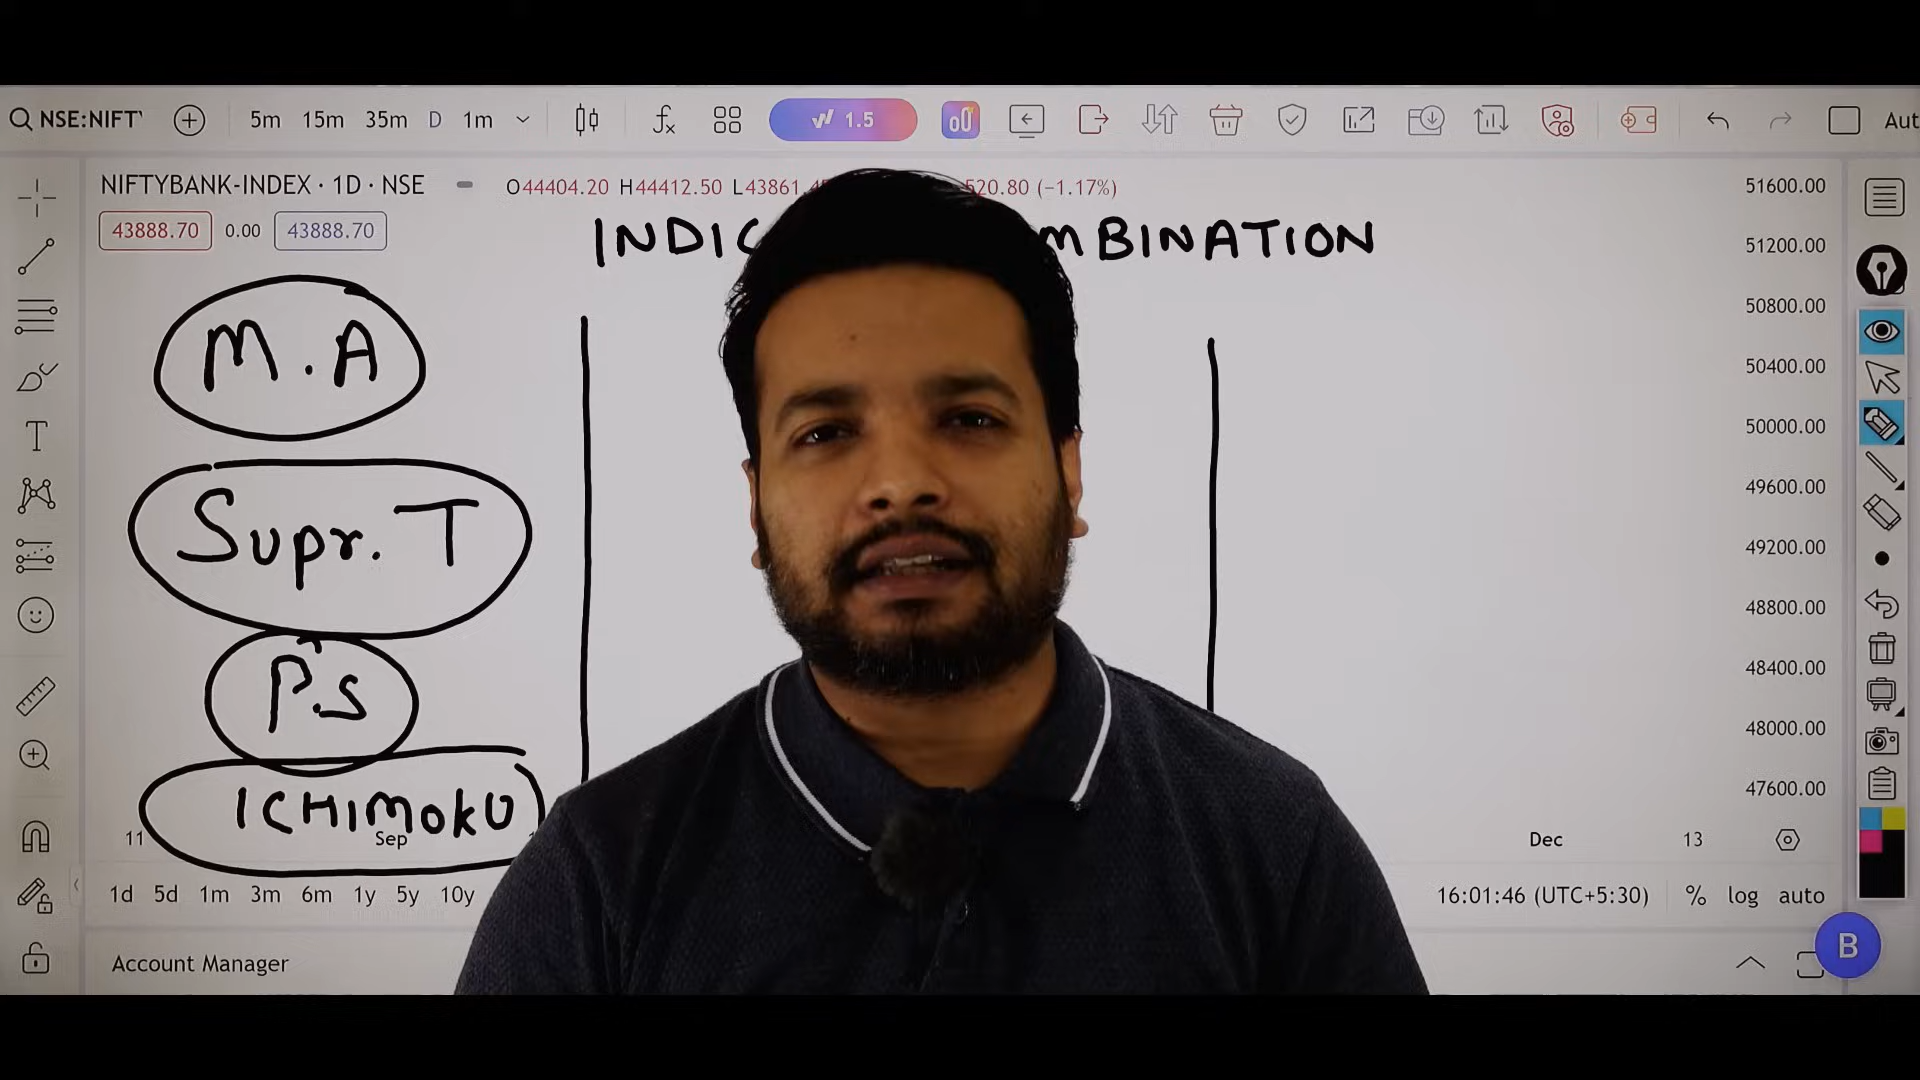 NSE:NIFTY 5m 15m 35m D 1m 1.5 Aut
NIFTYBANK-INDEX · 1D · NSE O44404.20 H44412.50 L43861. 520.80 (−1.17%)
43888.70 0.00 43888.70
INDIC MBINATION
M.A
Supr. T
P.S
ICHIMOKU
51600.00
51200.00
50800.00
50400.00
50000.00
49600.00
49200.00
48800.00
48400.00
48000.00
47600.00
11 Sep Dec 13
1d 5d 1m 3m 6m 1y 5y 10y 16:01:46 (UTC+5:30) % log auto
B
Account Manager